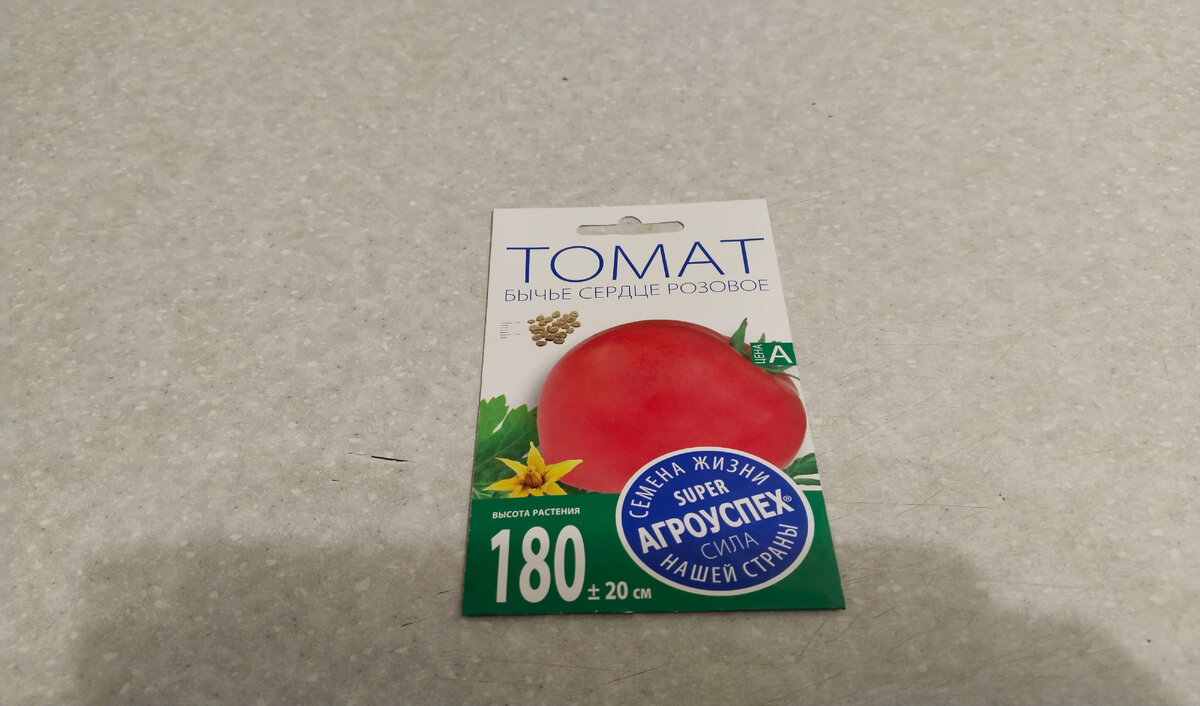 ТОМАТ
БЫЧЬЕ СЕРДЦЕ РОЗОВОЕ
ЦЕНА А
СЕМЕНА ЖИЗНИ
SUPER
АГРОУСПЕХ®
СИЛА
НАШЕЙ СТРАНЫ
ВЫСОТА РАСТЕНИЯ
180 ± 20 см